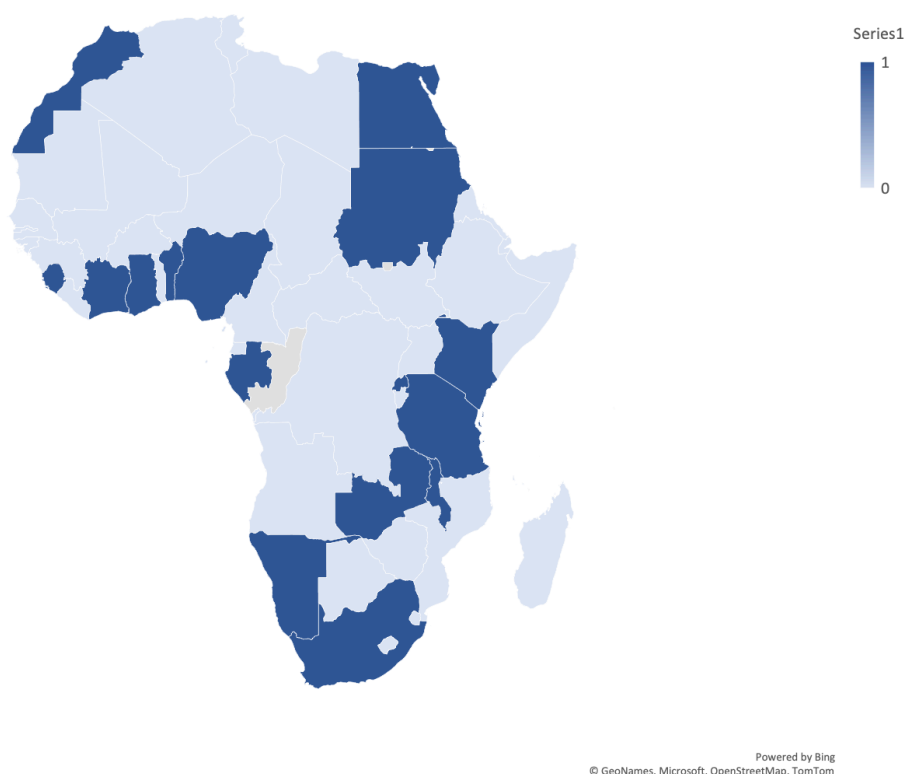 Series1
1
0
Powered by Bing
© GeoNames, Microsoft, OpenStreetMap, TomTom